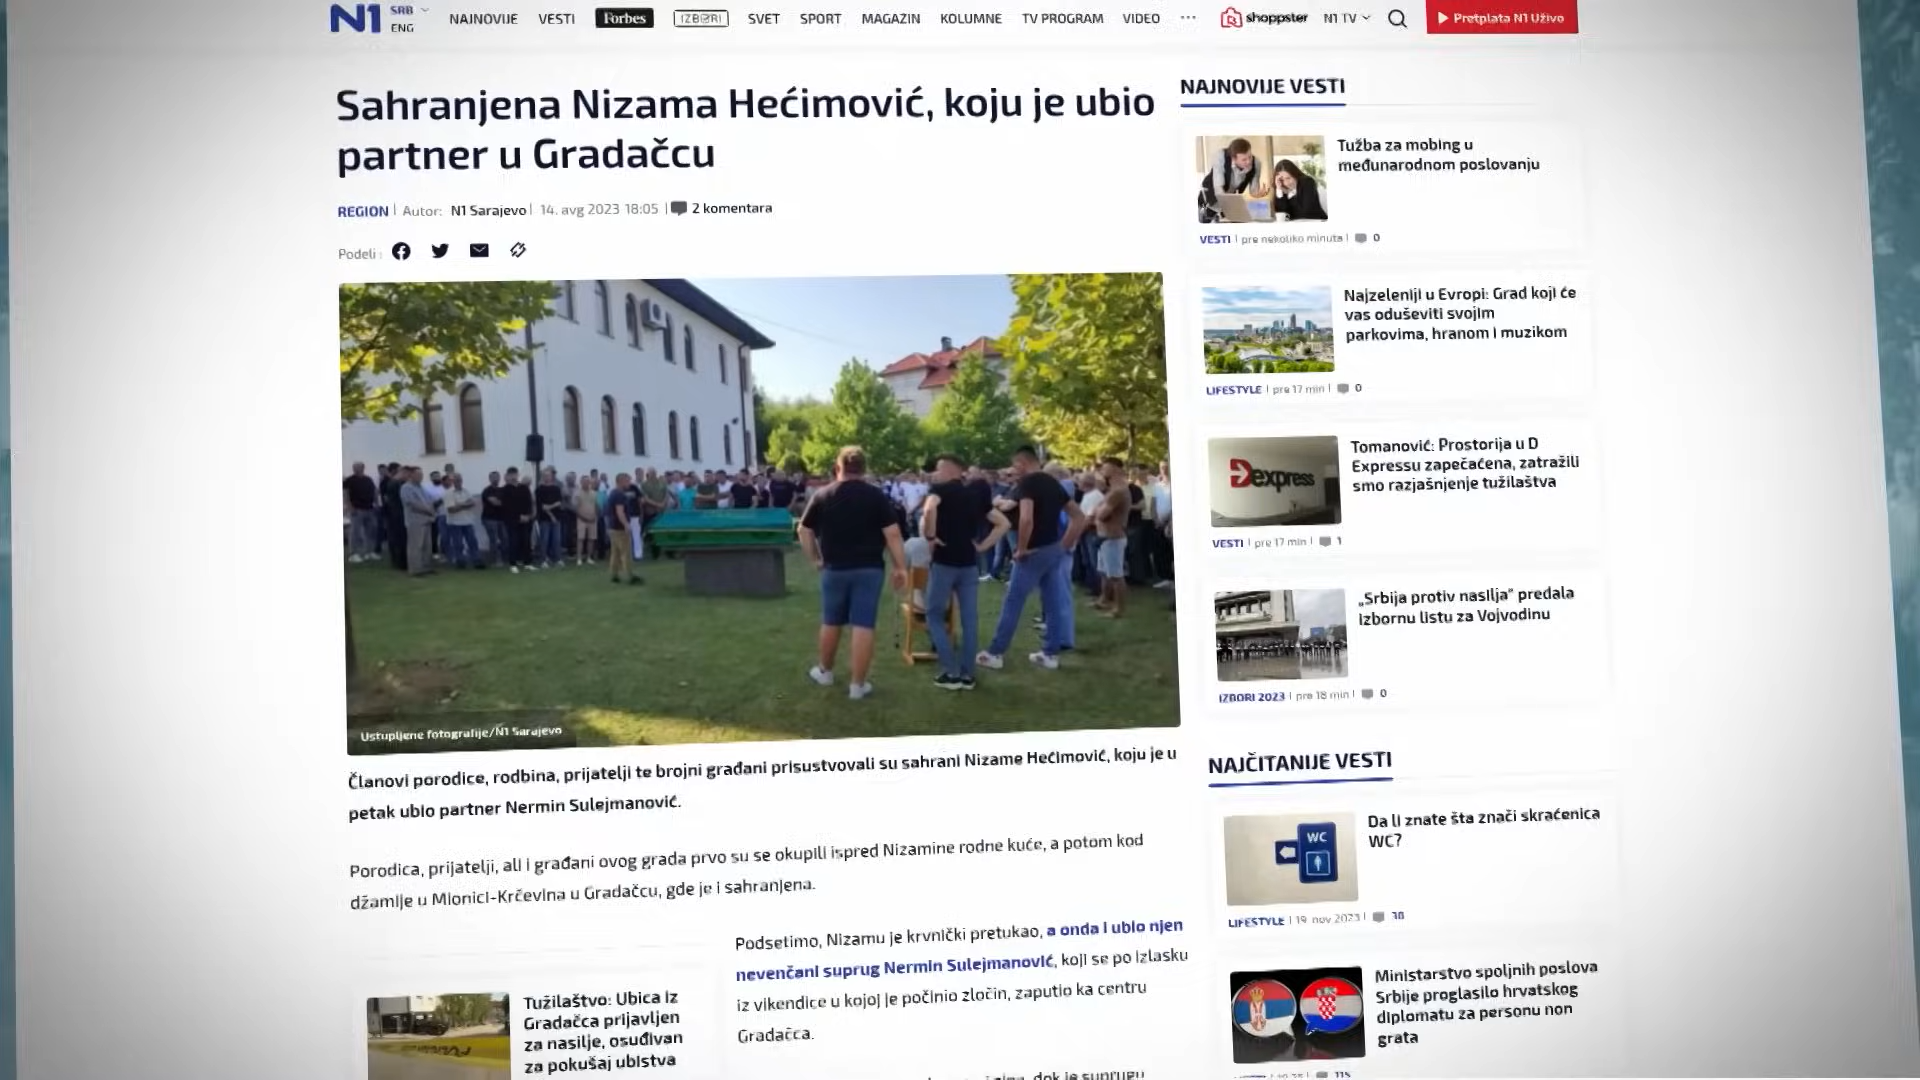 N1 SRB
ENG
NAJNOVIJE VESTI Forbes IZBORI SVET SPORT MAGAZIN KOLUMNE TV PROGRAM VIDEO ... shoppster N1 TV Pretplata N1 Uživo
Sahranjena Nizama Hećimović, koju je ubio
partner u Gradačcu
REGION | Autor: N1 Sarajevo | 14. avg 2023 18:05 | 2 komentara
Podeli :
Ustupljene fotografije/N1 Sarajevo
Članovi porodice, rodbina, prijatelji te brojni građani prisustvovali su sahrani Nizame Hećimović, koju je u
petak ubio partner Nermin Sulejmanović.
Porodica, prijatelji, ali i građani ovog grada prvo su se okupili ispred Nizamine rodne kuće, a potom kod
džamije u Mionici-Krčevina u Gradačcu, gde je i sahranjena.
Podsetimo, Nizamu je krvnički pretukao, a onda i ubio njen
nevenčani suprug Nermin Sulejmanović, koji se po izlasku
iz vikendice u kojoj je počinio zločin, zaputio ka centru
Gradačca.
dok je suprugu
Tužilaštvo: Ubica iz
Gradačca prijavljen
za nasilje, osuđivan
za pokušaj ubistva
NAJNOVIJE VESTI
Tužba za mobing u
međunarodnom poslovanju
VESTI | pre nekoliko minuta | 0
Najzeleniji u Evropi: Grad koji će
vas oduševiti svojim
parkovima, hranom i muzikom
LIFESTYLE | pre 17 min | 0
Dexpress
Tomanović: Prostorija u D
Expressu zapečaćena, zatražili
smo razjašnjenje tužilaštva
VESTI | pre 17 min | 1
„Srbija protiv nasilja” predala
izbornu listu za Vojvodinu
IZBORI 2023 | pre 18 min | 0
NAJČITANIJE VESTI
WC
Da li znate šta znači skraćenica
WC?
LIFESTYLE | 19. nov 2023 | 38
Ministarstvo spoljnih poslova
Srbije proglasilo hrvatskog
diplomatu za personu non
grata
115